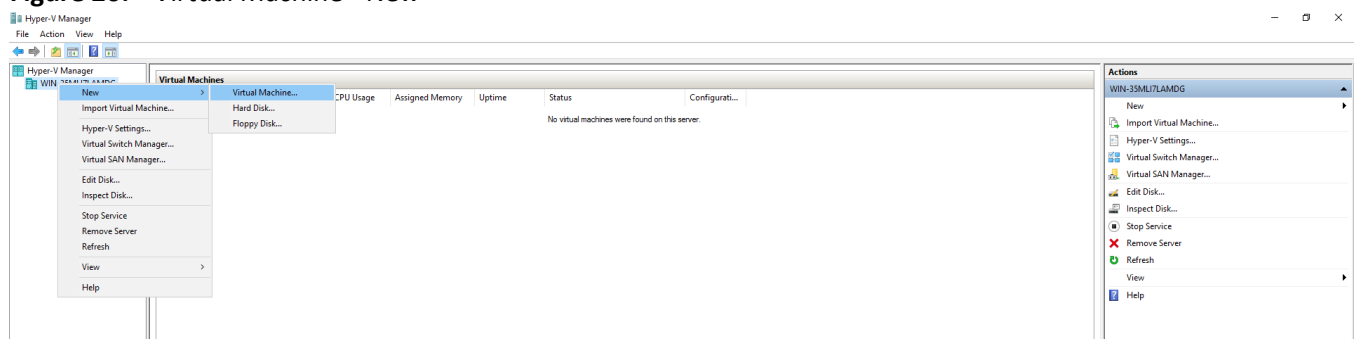 Hyper-V Manager
File Action View Help
Hyper-V Manager
Virtual Machines
CPU Usage Assigned Memory Uptime Status Configurati...
No virtual machines were found on this server.
New
Import Virtual Machine...
Hyper-V Settings...
Virtual Switch Manager...
Virtual SAN Manager...
Edit Disk...
Inspect Disk...
Stop Service
Remove Server
Refresh
View
Help
Virtual Machine...
Hard Disk...
Floppy Disk...
Actions
WIN-35MLI7LAMDG
New
Import Virtual Machine...
Hyper-V Settings...
Virtual Switch Manager...
Virtual SAN Manager...
Edit Disk...
Inspect Disk...
Stop Service
Remove Server
Refresh
View
Help